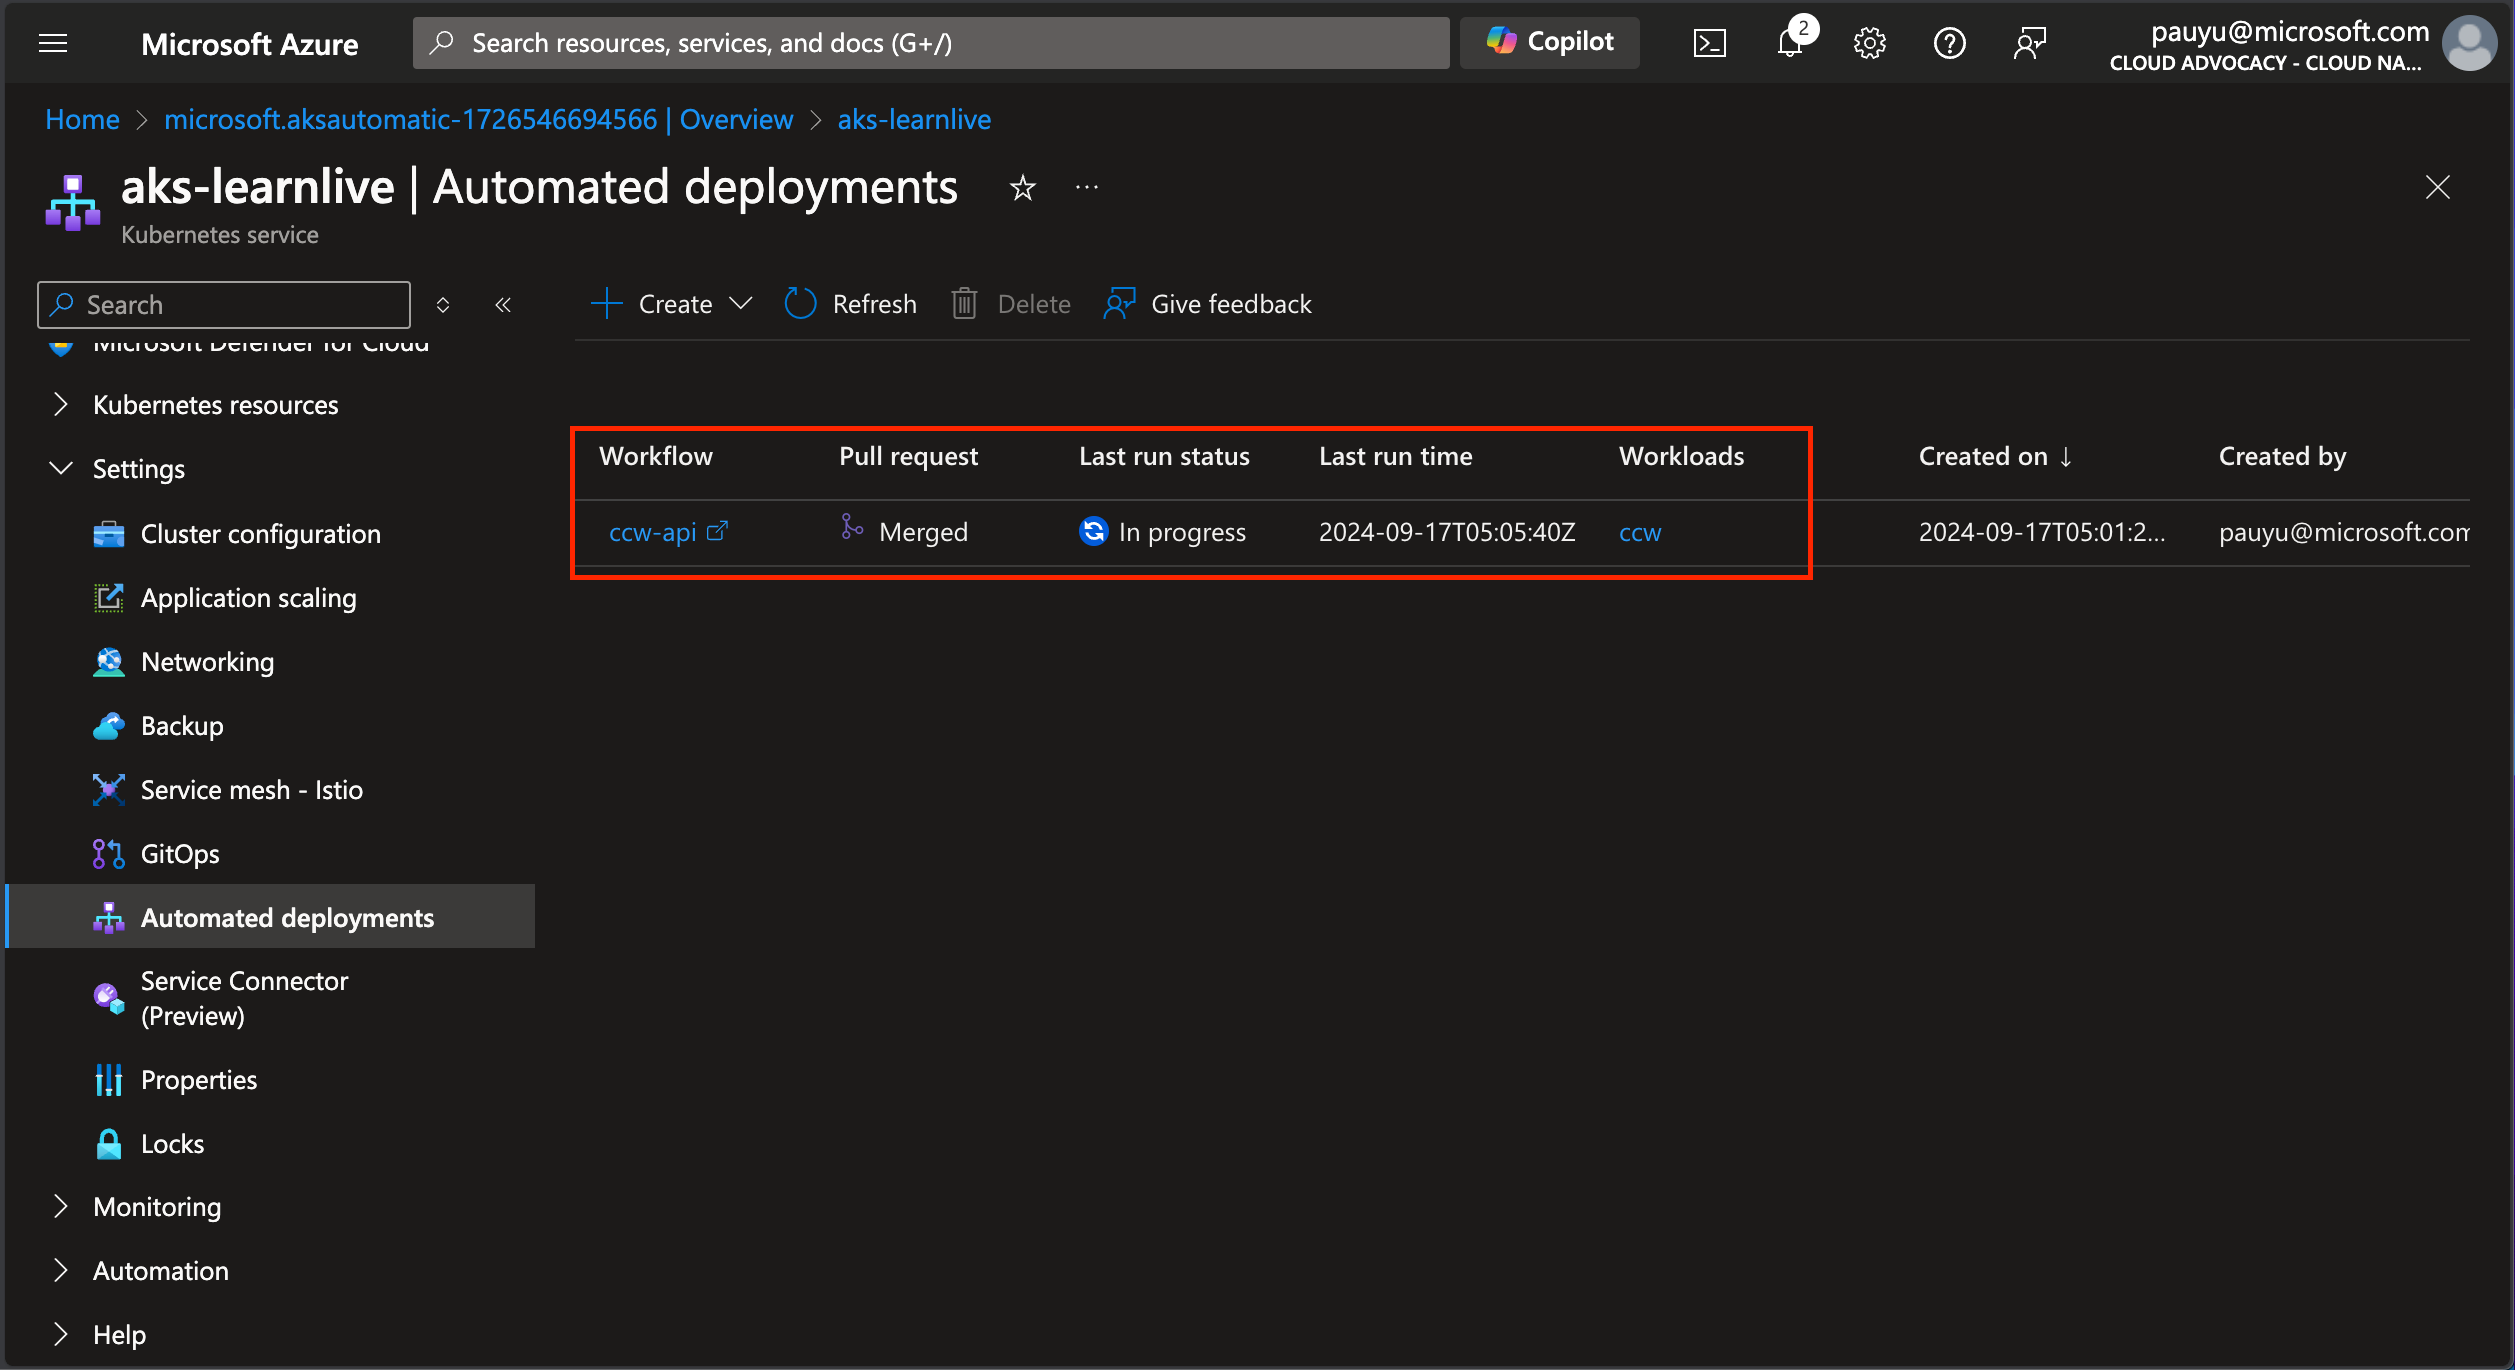 Microsoft Azure
Search resources, services, and docs (G+/)
Copilot
2
pauyu@microsoft.com
CLOUD ADVOCACY - CLOUD NA...
Home > microsoft.aksautomatic-1726546694566 | Overview > aks-learnlive
aks-learnlive | Automated deployments
Kubernetes service
Search
Create
Refresh
Delete
Give feedback
Microsoft Defender for Cloud
Kubernetes resources
Settings
Cluster configuration
Application scaling
Networking
Backup
Service mesh - Istio
GitOps
Automated deployments
Service Connector
(Preview)
Properties
Locks
Monitoring
Automation
Help
Workflow Pull request Last run status Last run time Workloads Created on ↓ Created by
ccw-api Merged In progress 2024-09-17T05:05:40Z ccw 2024-09-17T05:01:2... pauyu@microsoft.com